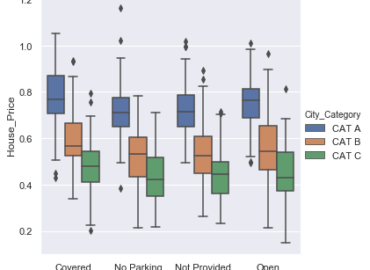 1.2
1.0
0.8
0.6
0.4
0.2
House_Price
Covered No Parking Not Provided Open
City_Category
CAT A
CAT B
CAT C